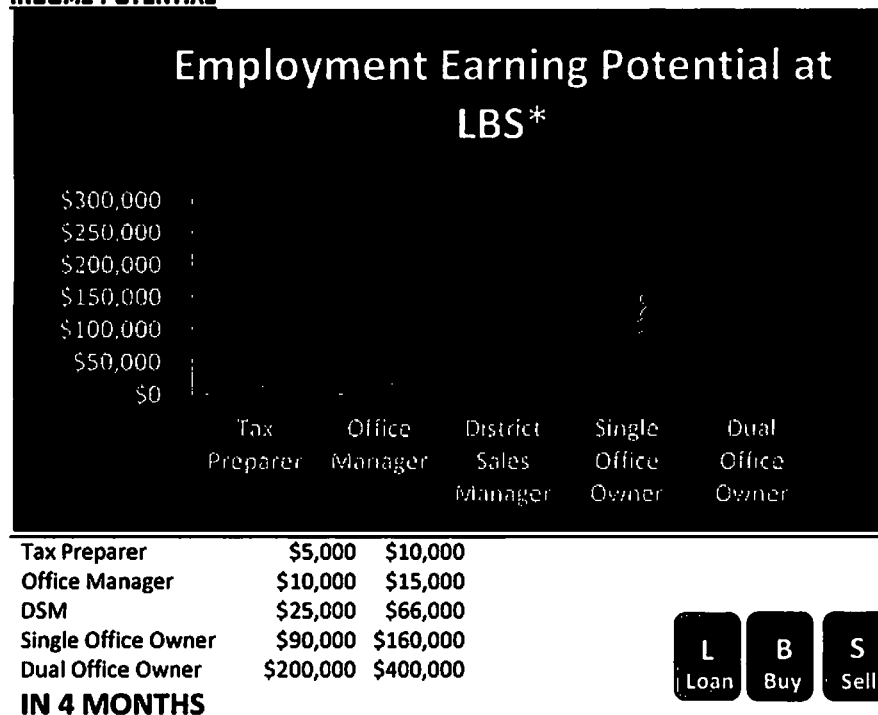 INCOME POTENTIAL
Employment Earning Potential at
LBS*
$300,000
$250,000
$200,000
$150,000
$100,000
$50,000
$0
Tax Preparer
Office Manager
District Sales Manager
Single Office Owner
Dual Office Owner
Tax Preparer $5,000 $10,000
Office Manager $10,000 $15,000
DSM $25,000 $66,000
Single Office Owner $90,000 $160,000
Dual Office Owner $200,000 $400,000
IN 4 MONTHS
L B S
Loan Buy Sell